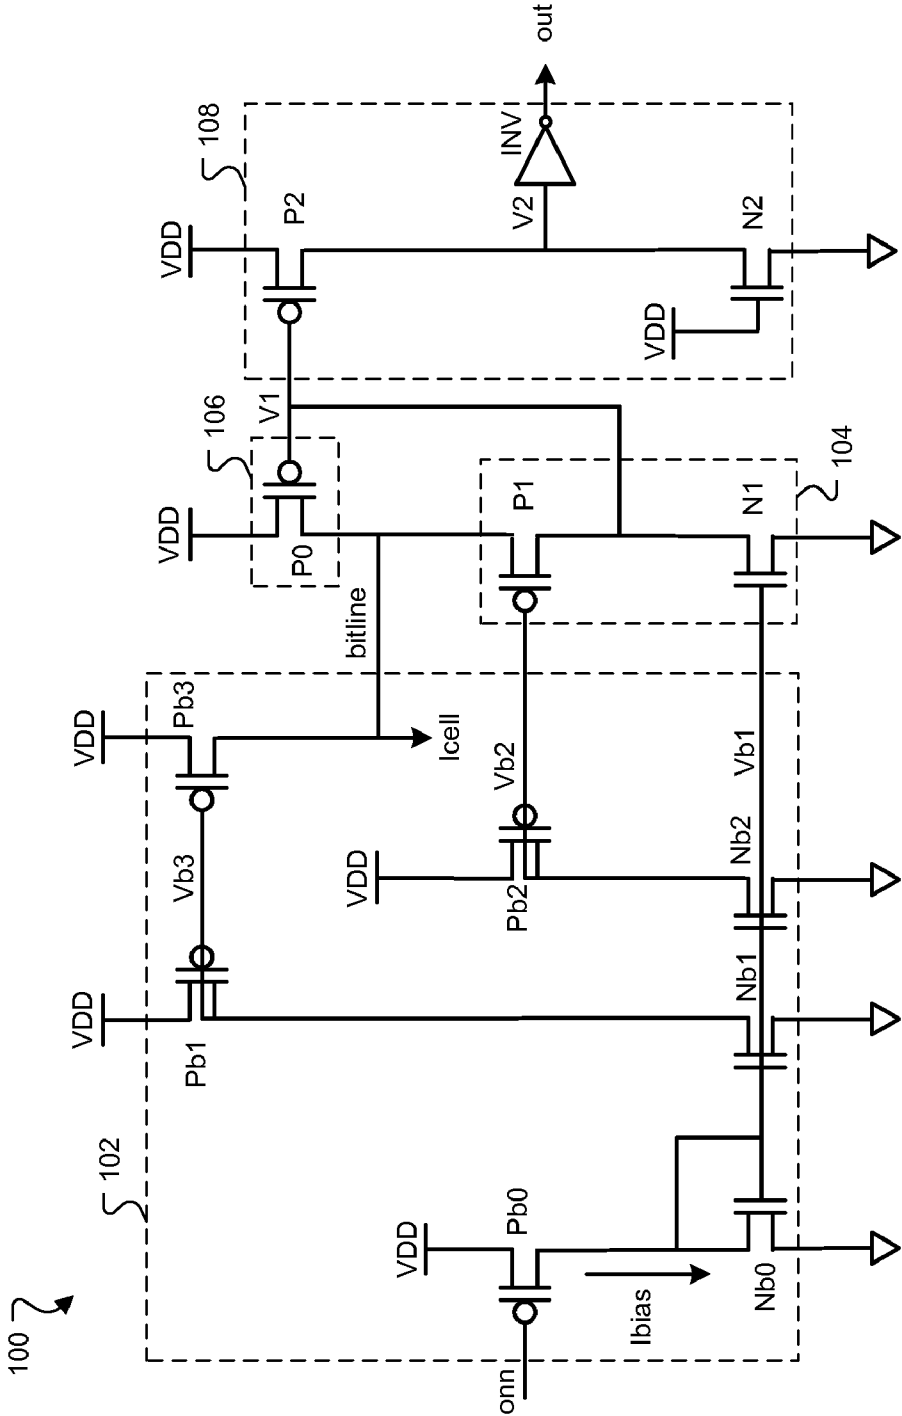 100
102
onn
VDD
Pb0
Ibias
Nb0
VDD
Pb1
Nb1
Vb3
VDD
Pb2
Nb2
VDD
Pb3
Icell
Vb2
Vb1
bitline
VDD
P0
106
V1
P1
N1
104
108
VDD
P2
VDD
N2
V2
INV
out